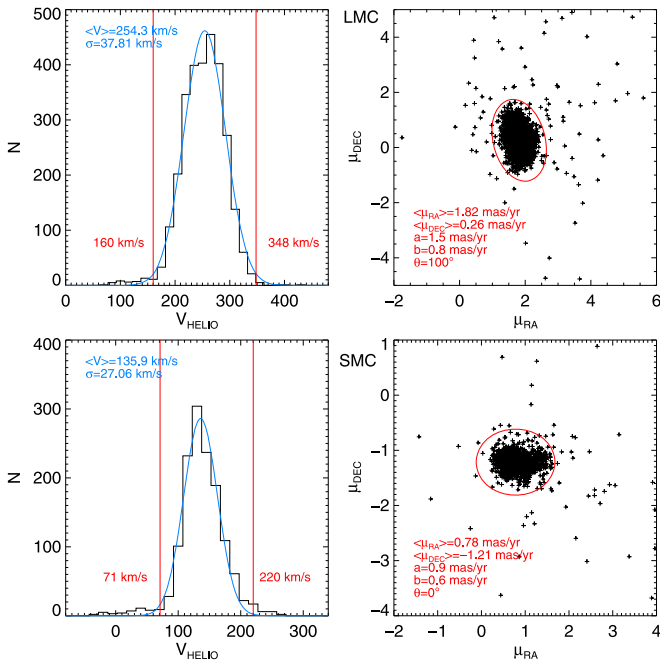 <V>=254.3 km/s
σ=37.81 km/s
500
400
300
200
100
0
N
160 km/s
348 km/s
0 100 200 300 400
V_HELIO
LMC
4
2
0
-2
-4
μ_DEC
<μ_RA>=1.82 mas/yr
<μ_DEC>=0.26 mas/yr
a=1.5 mas/yr
b=0.8 mas/yr
θ=100°
-2 0 2 4 6
μ_RA
<V>=135.9 km/s
σ=27.06 km/s
400
300
200
100
0
N
71 km/s
220 km/s
0 100 200 300
V_HELIO
SMC
1
0
-1
-2
-3
-4
μ_DEC
<μ_RA>=0.78 mas/yr
<μ_DEC>=-1.21 mas/yr
a=0.9 mas/yr
b=0.6 mas/yr
θ=0°
-2 -1 0 1 2 3 4
μ_RA